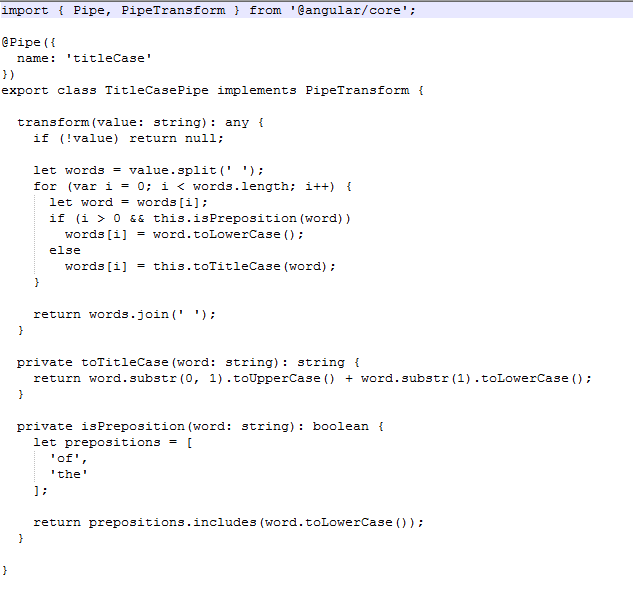 import { Pipe, PipeTransform } from '@angular/core';

@Pipe({
  name: 'titleCase'
})
export class TitleCasePipe implements PipeTransform {

  transform(value: string): any {
    if (!value) return null;

    let words = value.split(' ');
    for (var i = 0; i < words.length; i++) {
      let word = words[i];
      if (i > 0 && this.isPreposition(word))
        words[i] = word.toLowerCase();
      else
        words[i] = this.toTitleCase(word);
    }

    return words.join(' ');
  }

  private toTitleCase(word: string): string {
    return word.substr(0, 1).toUpperCase() + word.substr(1).toLowerCase();
  }

  private isPreposition(word: string): boolean {
    let prepositions = [
      'of',
      'the'
    ];

    return prepositions.includes(word.toLowerCase());
  }

}